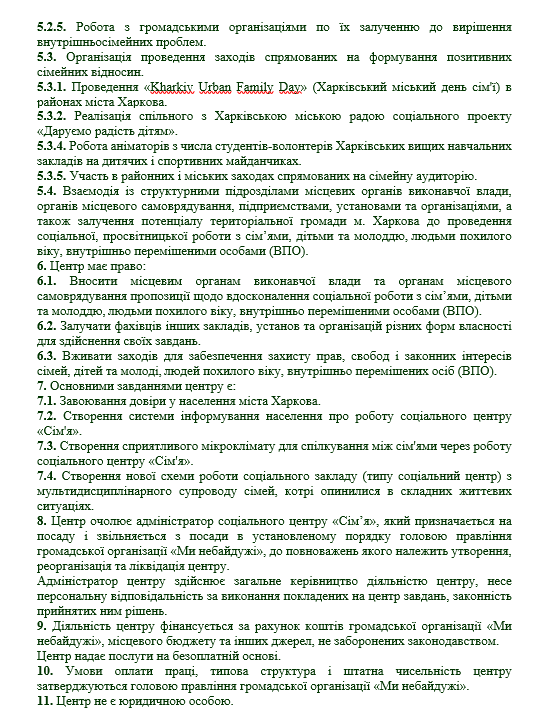 5.2.5. Робота з громадськими організаціями по їх залученню до вирішення
внутрішньосімейних проблем.
5.3. Організація проведення заходів спрямованих на формування позитивних
сімейних відносин.
5.3.1. Проведення «Kharkiv Urban Family Day» (Харківський міський день сім'ї) в
районах міста Харкова.
5.3.2. Реалізація спільного з Харківською міською радою соціального проекту
«Даруємо радість дітям».
5.3.4. Робота аніматорів з числа студентів-волонтерів Харківських вищих навчальних
закладів на дитячих і спортивних майданчиках.
5.3.5. Участь в районних і міських заходах спрямованих на сімейну аудиторію.
5.4. Взаємодія із структурними підрозділами місцевих органів виконавчої влади,
органів місцевого самоврядування, підприємствами, установами та організаціями, а
також залучення потенціалу територіальної громади м. Харкова до проведення
соціальної, просвітницької роботи з сім’ями, дітьми та молоддю, людьми похилого
віку, внутрішньо переміщеними особами (ВПО).
6. Центр має право:
6.1. Вносити місцевим органам виконавчої влади та органам місцевого
самоврядування пропозиції щодо вдосконалення соціальної роботи з сім’ями, дітьми
та молоддю, людьми похилого віку, внутрішньо переміщеними особами (ВПО).
6.2. Залучати фахівців інших закладів, установ та організацій різних форм власності
для здійснення своїх завдань.
6.3. Вживати заходів для забезпечення захисту прав, свобод і законних інтересів
сімей, дітей та молоді, людей похилого віку, внутрішньо переміщених осіб (ВПО).
7. Основними завданнями центру є:
7.1. Завоювання довіри у населення міста Харкова.
7.2. Створення системи інформування населення про роботу соціального центру
«Сім'я».
7.3. Створення сприятливого мікроклімату для спілкування між сім'ями через роботу
соціального центру «Сім'я».
7.4. Створення нової схеми роботи соціального закладу (типу соціальний центр) з
мультидисциплінарного супроводу сімей, котрі опинилися в складних життєвих
ситуаціях.
8. Центр очолює адміністратор соціального центру «Сім’я», який призначається на
посаду і звільняється з посади в установленому порядку головою правління
громадської організації «Ми небайдужі», до повноважень якого належить утворення,
реорганізація та ліквідація центру.
Адміністратор центру здійснює загальне керівництво діяльністю центру, несе
персональну відповідальність за виконання покладених на центр завдань, законність
прийнятих ним рішень.
9. Діяльність центру фінансується за рахунок коштів громадської організації «Ми
небайдужі», місцевого бюджету та інших джерел, не заборонених законодавством.
Центр надає послуги на безоплатній основі.
10. Умови оплати праці, типова структура і штатна чисельність центру
затверджуються головою правління громадської організації «Ми небайдужі».
11. Центр не є юридичною особою.